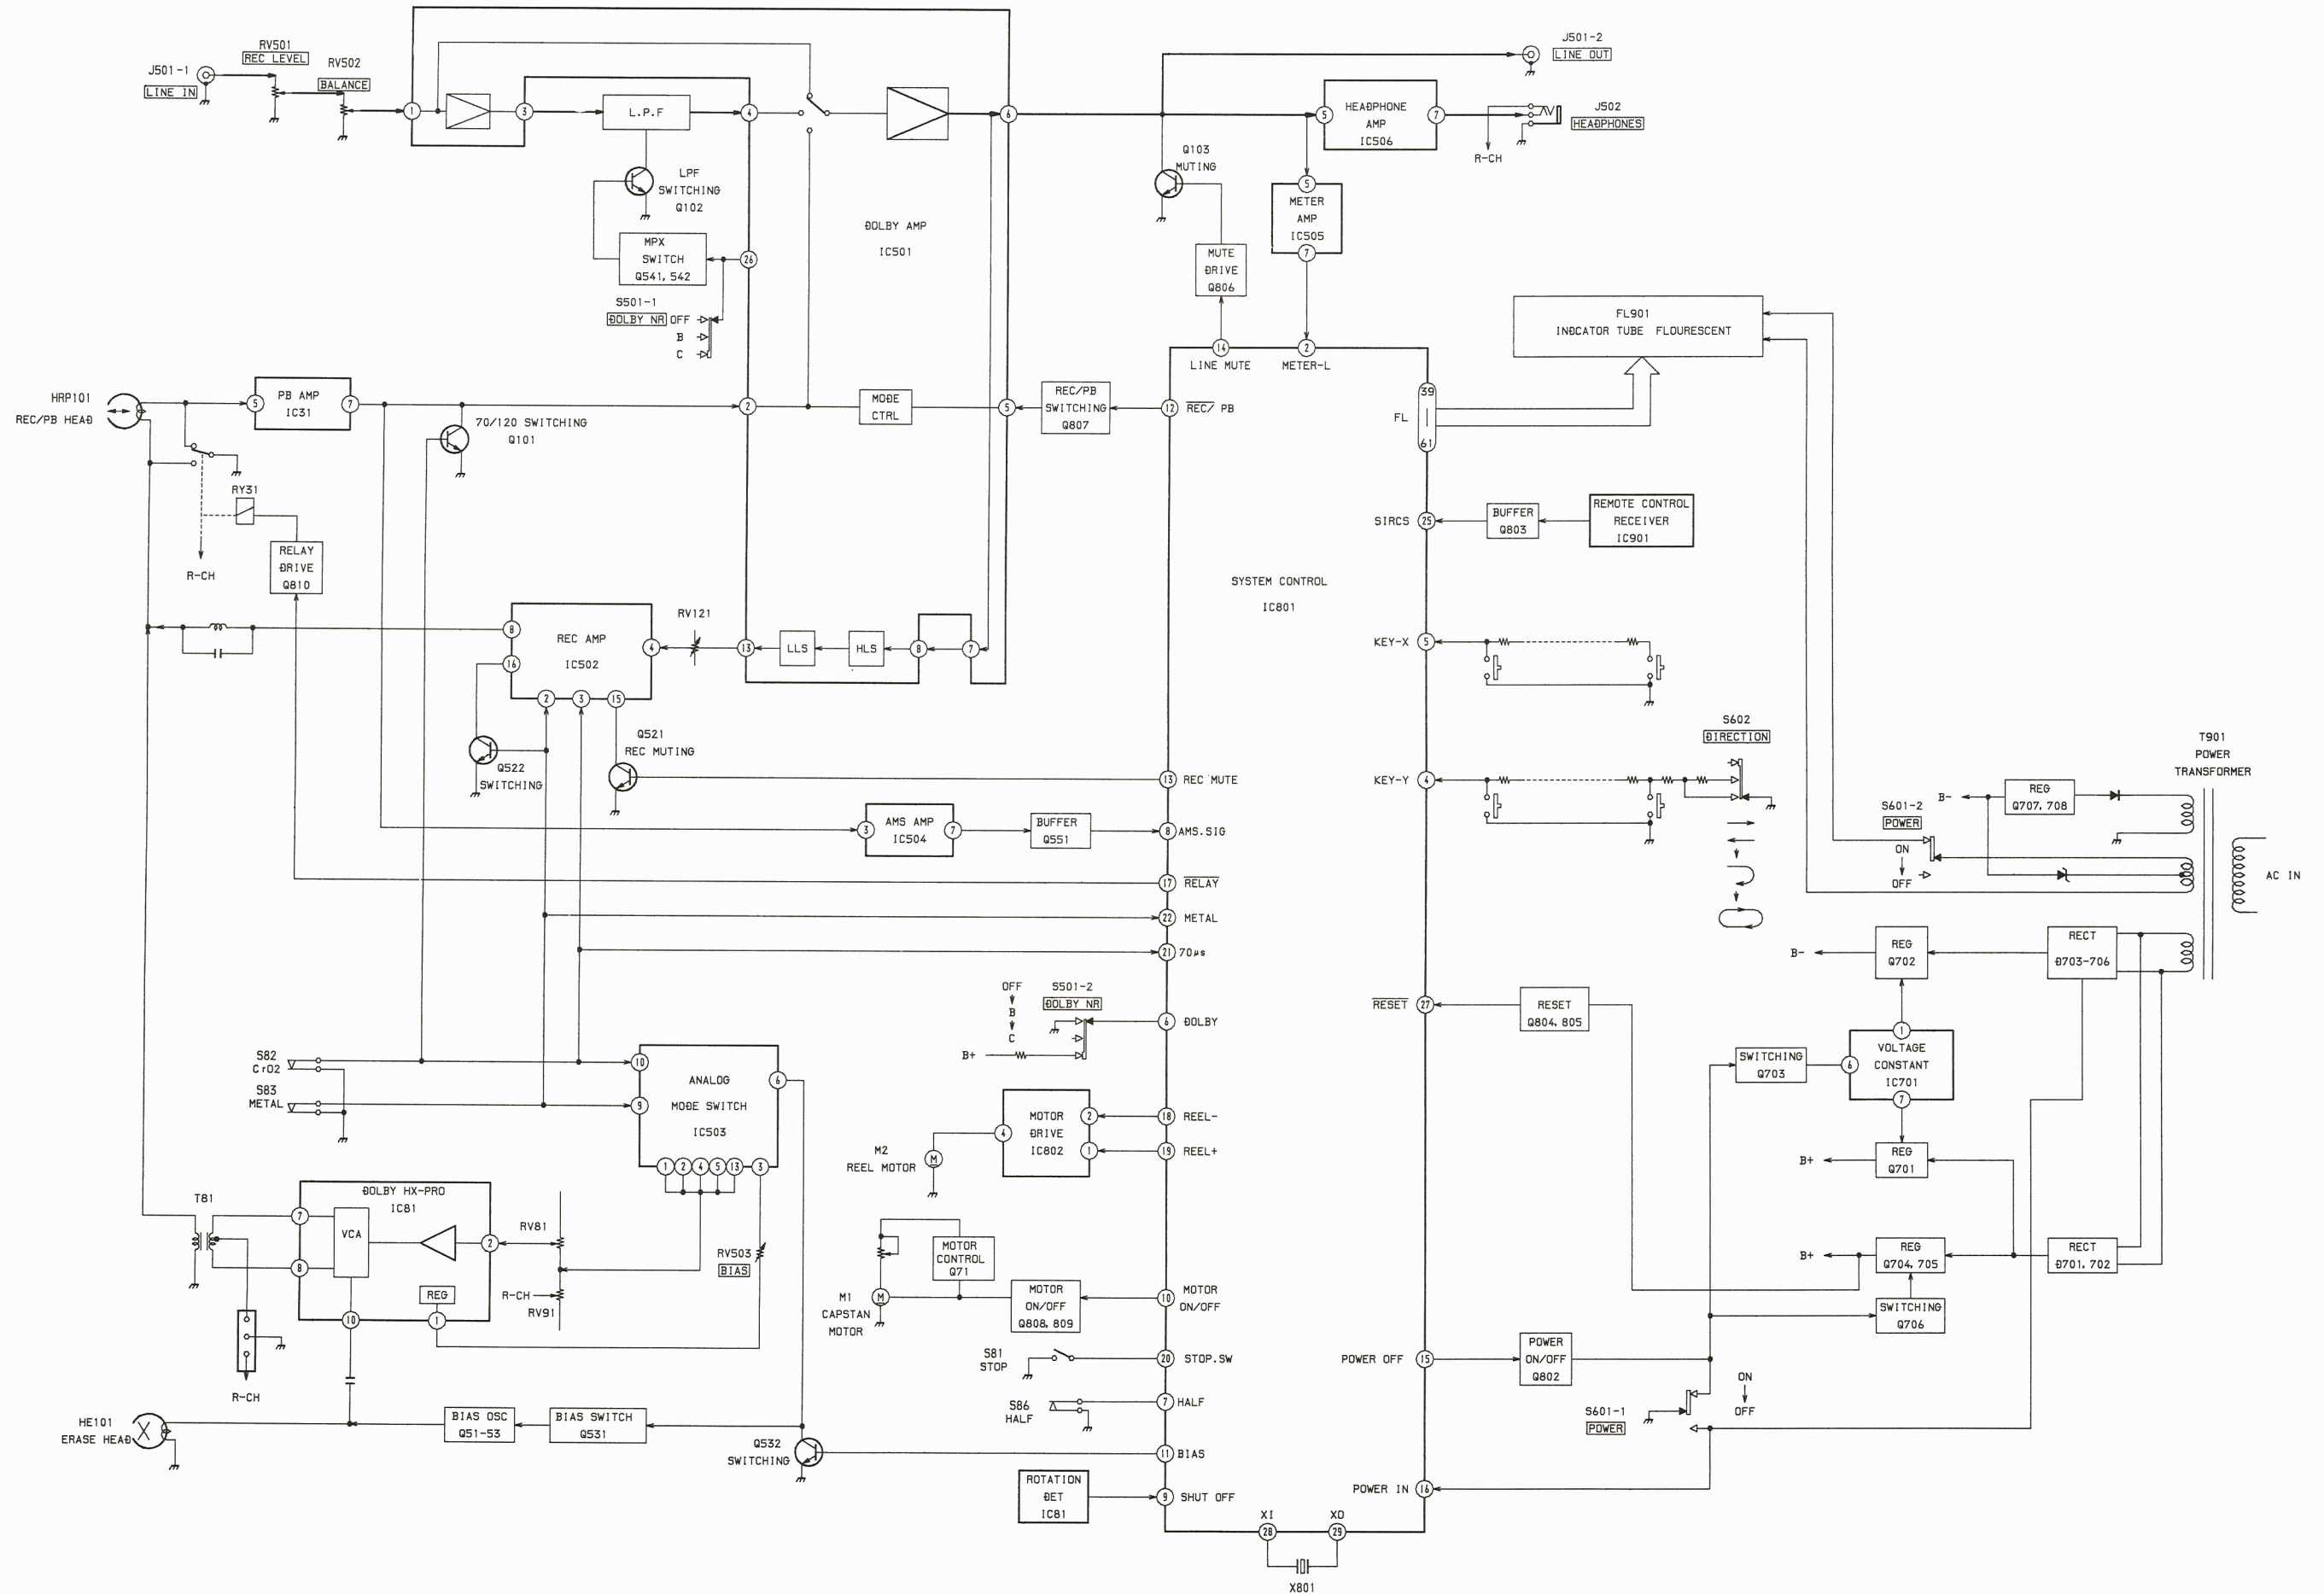 RV501
REC LEVEL
J501-1
LINE IN
RV502
BALANCE
1
3
L.P.F
4
6
LPF
SWITCHING
Q102
MPX
SWITCH
Q541, 542
26
S501-1
DOLBY NR OFF
B
C
DOLBY AMP
IC501
J501-2
LINE OUT
5
HEADPHONE
AMP
IC506
7
J502
HEADPHONES
R-CH
Q103
MUTING
5
METER
AMP
IC505
7
MUTE
DRIVE
Q806
14
2
LINE MUTE
METER-L
FL901
INDICATOR TUBE FLOURESCENT
HRP101
REC/PB HEAD
5
PB AMP
IC31
7
70/120 SWITCHING
Q101
2
MODE
CTRL
5
REC/PB
SWITCHING
Q807
12
REC/ PB
39
FL
61
RY31
RELAY
DRIVE
Q810
R-CH
SIRCS
25
BUFFER
Q803
REMOTE CONTROL
RECEIVER
IC901
SYSTEM CONTROL
IC801
8
REC AMP
IC502
16
4
2
3
15
RV121
13
LLS
HLS
8
7
KEY-X
5
Q522
SWITCHING
Q521
REC MUTING
13
REC MUTE
KEY-Y
4
S602
DIRECTION
3
AMS AMP
IC504
7
BUFFER
Q551
8
AMS.SIG
17
RELAY
22
METAL
21
70μs
T901
POWER
TRANSFORMER
B-
REG
Q707, 708
S601-2
POWER
ON
OFF
AC IN
B-
REG
Q702
RECT
D703-706
OFF
B
C
S501-2
DOLBY NR
B+
6
DOLBY
RESET
27
RESET
Q804, 805
SWITCHING
Q703
1
6
VOLTAGE
CONSTANT
IC701
7
S82
CrO2
S83
METAL
10
9
ANALOG
MODE SWITCH
IC503
6
1
2
4
5
13
3
MOTOR
DRIVE
IC802
4
2
1
18
REEL-
19
REEL+
M2
REEL MOTOR
M
B+
REG
Q701
T81
DOLBY HX-PRO
IC81
7
8
VCA
2
REG
10
1
RV81
R-CH
RV91
RV503
BIAS
MOTOR
CONTROL
Q71
M1
CAPSTAN
MOTOR
M
MOTOR
ON/OFF
Q808, 809
10
MOTOR
ON/OFF
B+
REG
Q704, 705
RECT
D701, 702
SWITCHING
Q706
R-CH
S81
STOP
20
STOP.SW
POWER OFF
15
POWER
ON/OFF
Q802
S86
HALF
7
HALF
ON
OFF
S601-1
POWER
HE101
ERASE HEAD
BIAS OSC
Q51-53
BIAS SWITCH
Q531
Q532
SWITCHING
11
BIAS
ROTATION
DET
IC81
9
SHUT OFF
POWER IN
16
XI
28
XO
29
X801